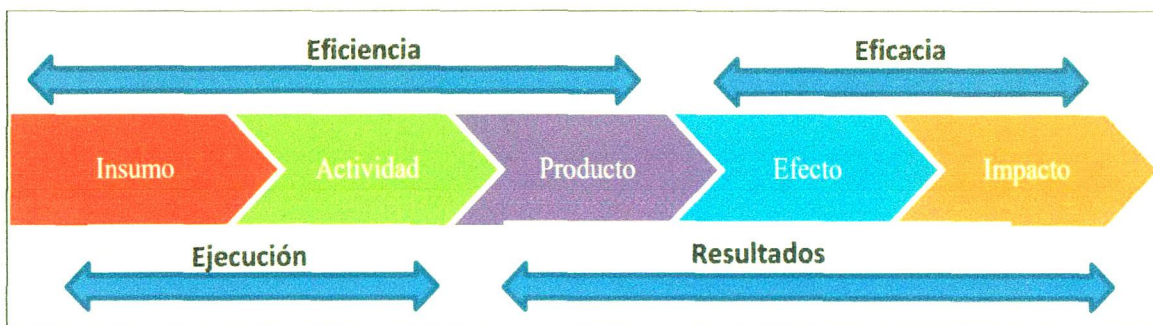 Eficiencia Eficacia
Insumo Actividad Producto Efecto Impacto
Ejecución Resultados